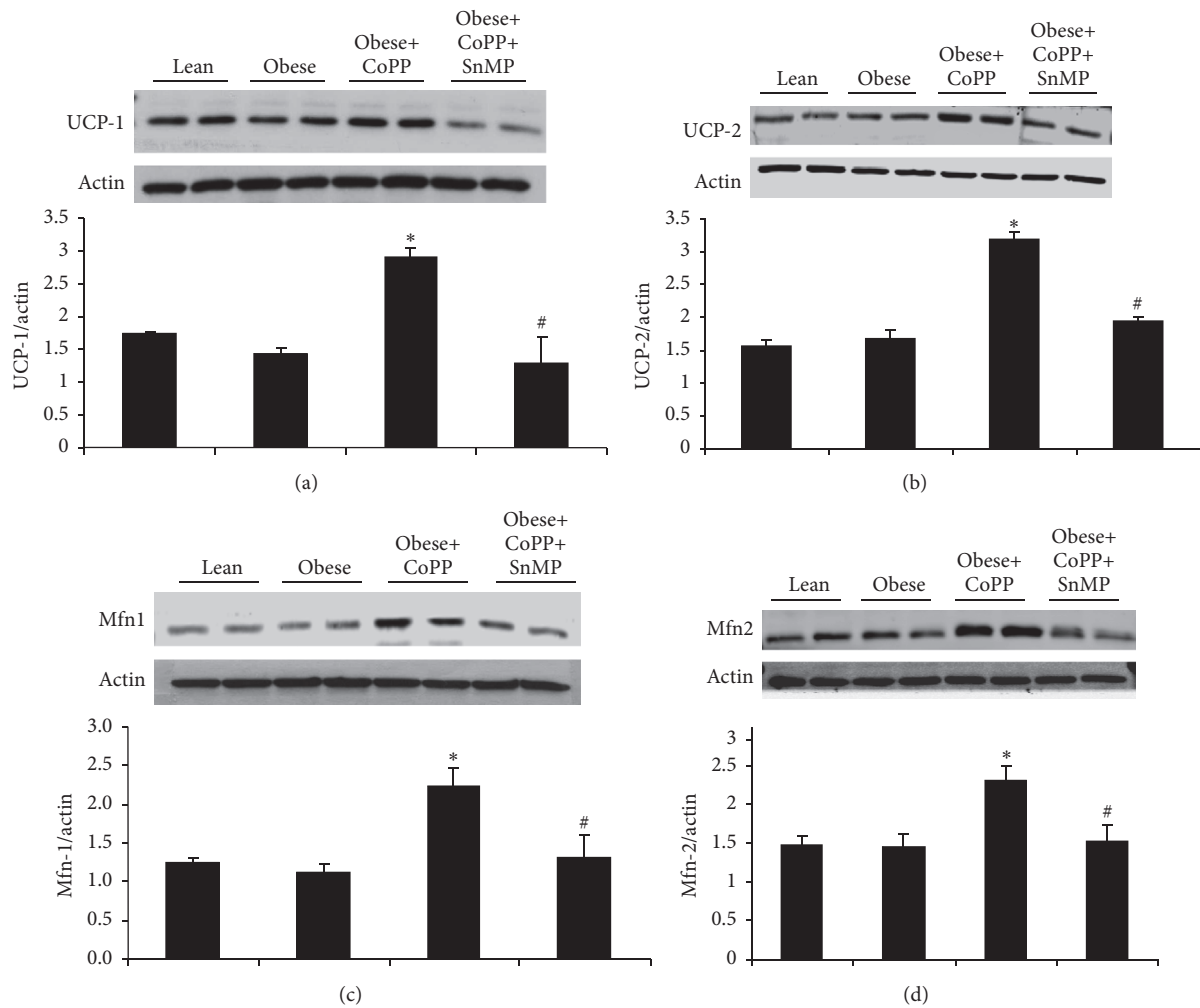 Lean
Obese
Obese+
CoPP
Obese+
CoPP+
SnMP
UCP-1
Actin
3.5
3
2.5
2
1.5
1
0.5
0
UCP-1/actin
*
#
(a)
Lean
Obese
Obese+
CoPP
Obese+
CoPP+
SnMP
UCP-2
Actin
3.5
3
2.5
2
1.5
1
0.5
0
UCP-2/actin
*
#
(b)
Lean
Obese
Obese+
CoPP
Obese+
CoPP+
SnMP
Mfn1
Actin
3.0
2.5
2.0
1.5
1.0
0.5
0.0
Mfn-1/actin
*
#
(c)
Lean
Obese
Obese+
CoPP
Obese+
CoPP+
SnMP
Mfn2
Actin
3
2.5
2
1.5
1
0.5
0
Mfn-2/actin
*
#
(d)